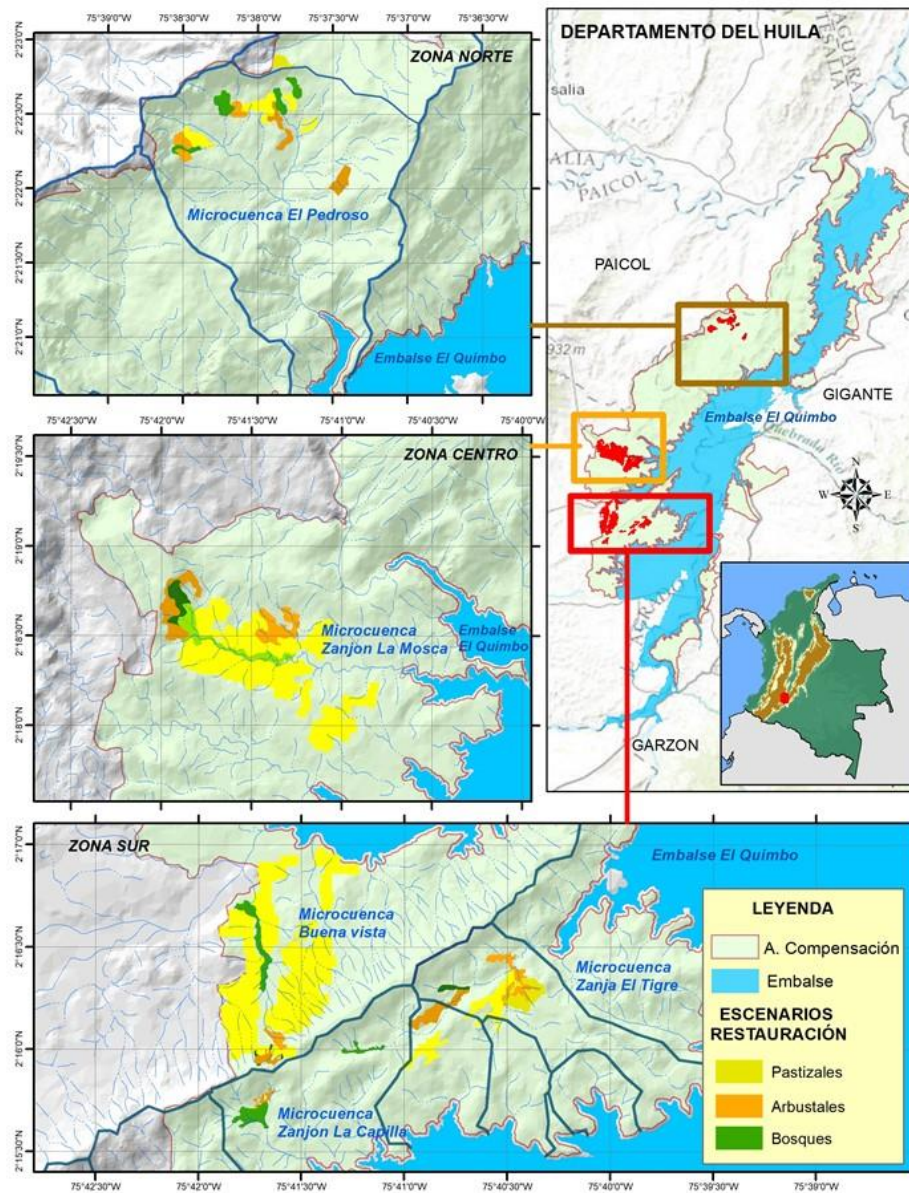 75°39'0"W 75°38'30"W 75°38'0"W 75°37'30"W 75°37'0"W 75°36'30"W
ZONA NORTE
2°23'0"N
2°22'30"N
2°22'0"N
2°21'30"N
2°21'0"N
Microcuenca El Pedroso
Embalse El Quimbo
75°42'30"W 75°42'0"W 75°41'30"W 75°41'0"W 75°40'30"W 75°40'0"W
ZONA CENTRO
2°19'30"N
2°19'0"N
2°18'30"N
2°18'0"N
Microcuenca
Zanjon La Mosca
Embalse
El Quimbo
DEPARTAMENTO DEL HUILA
TESALIA
salia
ALIA
PAICOL
PAICOL
932 m
GIGANTE
Embalse El Quimbo
Quebrada Rio
N
W E
S
GARZON
ZONA SUR
2°17'0"N
2°16'30"N
2°16'0"N
2°15'30"N
Embalse El Quimbo
Microcuenca
Buena vista
Microcuenca
Zanja El Tigre
Microcuenca
Zanjon La Capilla
75°42'30"W 75°42'0"W 75°41'30"W 75°41'0"W 75°40'30"W 75°40'0"W 75°39'30"W 75°39'0"W
LEYENDA
A. Compensación
Embalse
ESCENARIOS
RESTAURACIÓN
Pastizales
Arbustales
Bosques